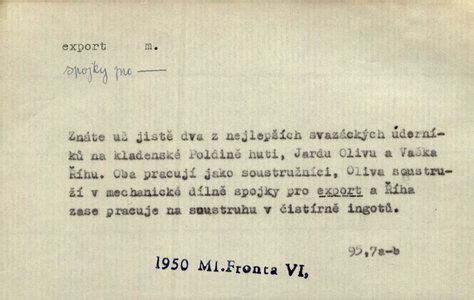 export m.
spojky pro —
Znáte už jistě dva z nejlepších svazáckých úderní-
ků na kladenské Poldině huti, Jardu Olivu a Vaška
Říhu. Oba pracují jako soustružníci, Oliva soustru-
ží v mechanické dílně spojky pro export a Říha
zase pracuje na soustruhu v čistírně ingotů.
95,7a-b
1950 Ml.Fronta VI,